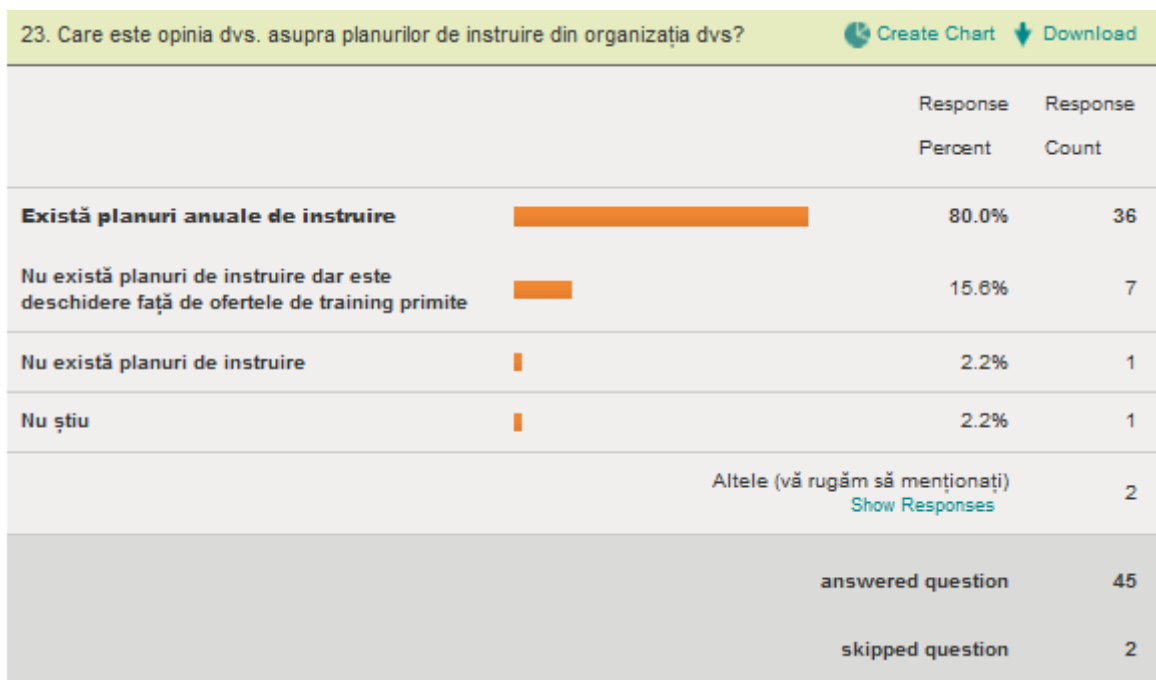 23. Care este opinia dvs. asupra planurilor de instruire din organizația dvs? Create Chart Download
Response Response
Percent Count
Există planuri anuale de instruire 80.0% 36
Nu există planuri de instruire dar este
deschidere față de ofertele de training primite 15.6% 7
Nu există planuri de instruire 2.2% 1
Nu știu 2.2% 1
Altele (vă rugăm să menționați) 2
Show Responses
answered question 45
skipped question 2